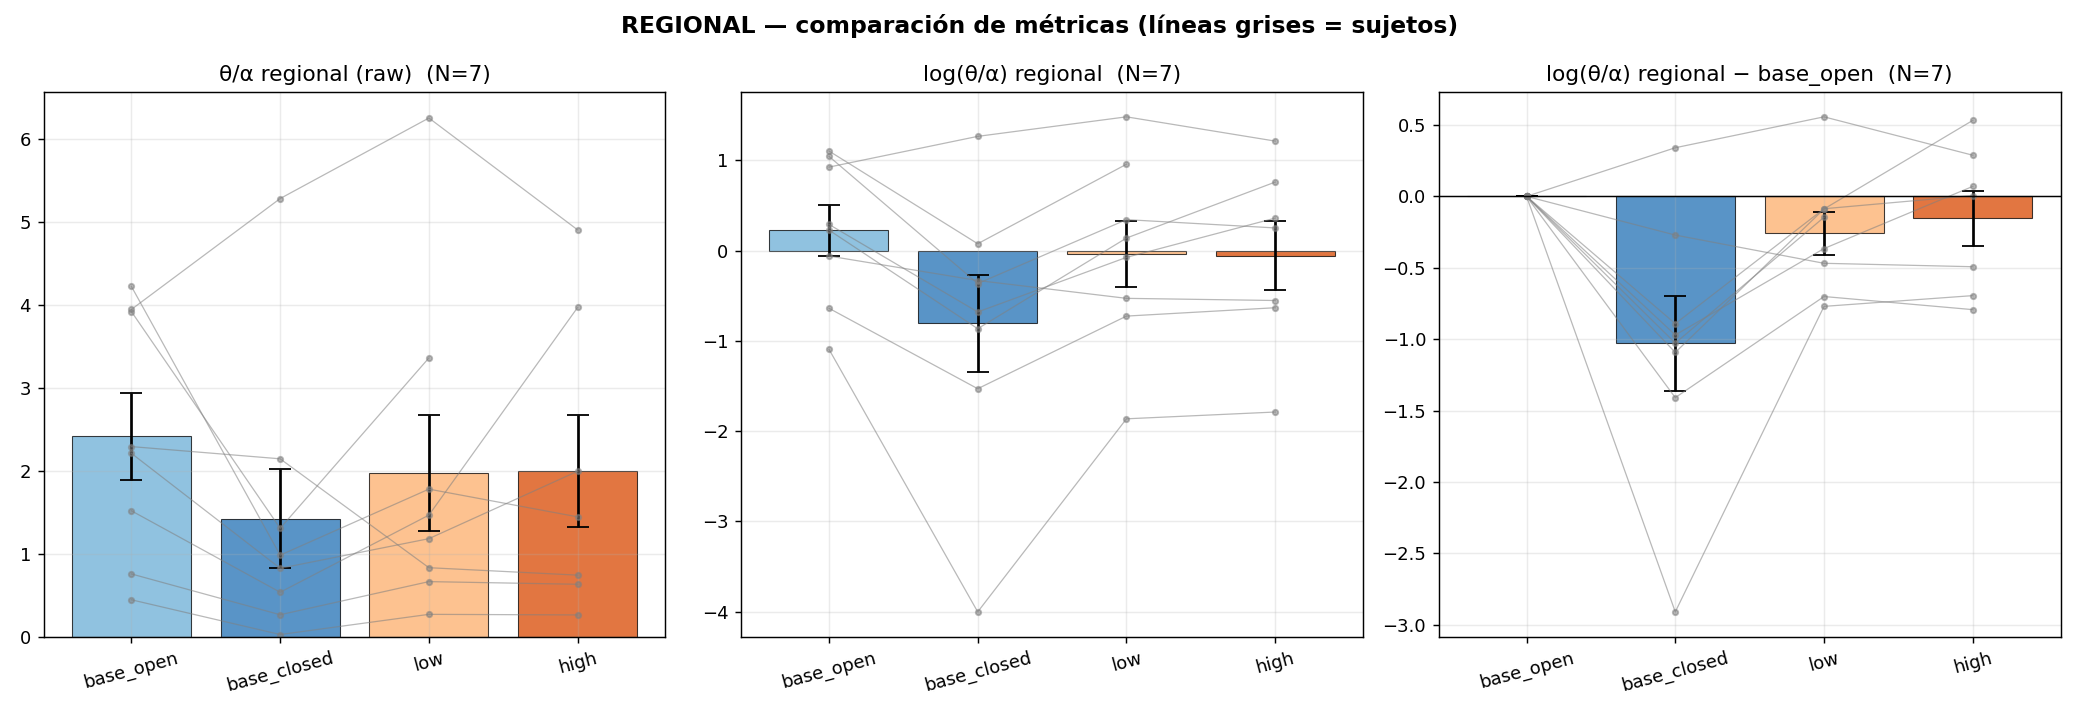 REGIONAL — comparación de métricas (líneas grises = sujetos)
θ/α regional (raw)  (N=7)
6
5
4
3
2
1
0
base_open
base_closed
low
high
log(θ/α) regional  (N=7)
1
0
−1
−2
−3
−4
base_open
base_closed
low
high
log(θ/α) regional − base_open  (N=7)
0.5
0.0
−0.5
−1.0
−1.5
−2.0
−2.5
−3.0
base_open
base_closed
low
high